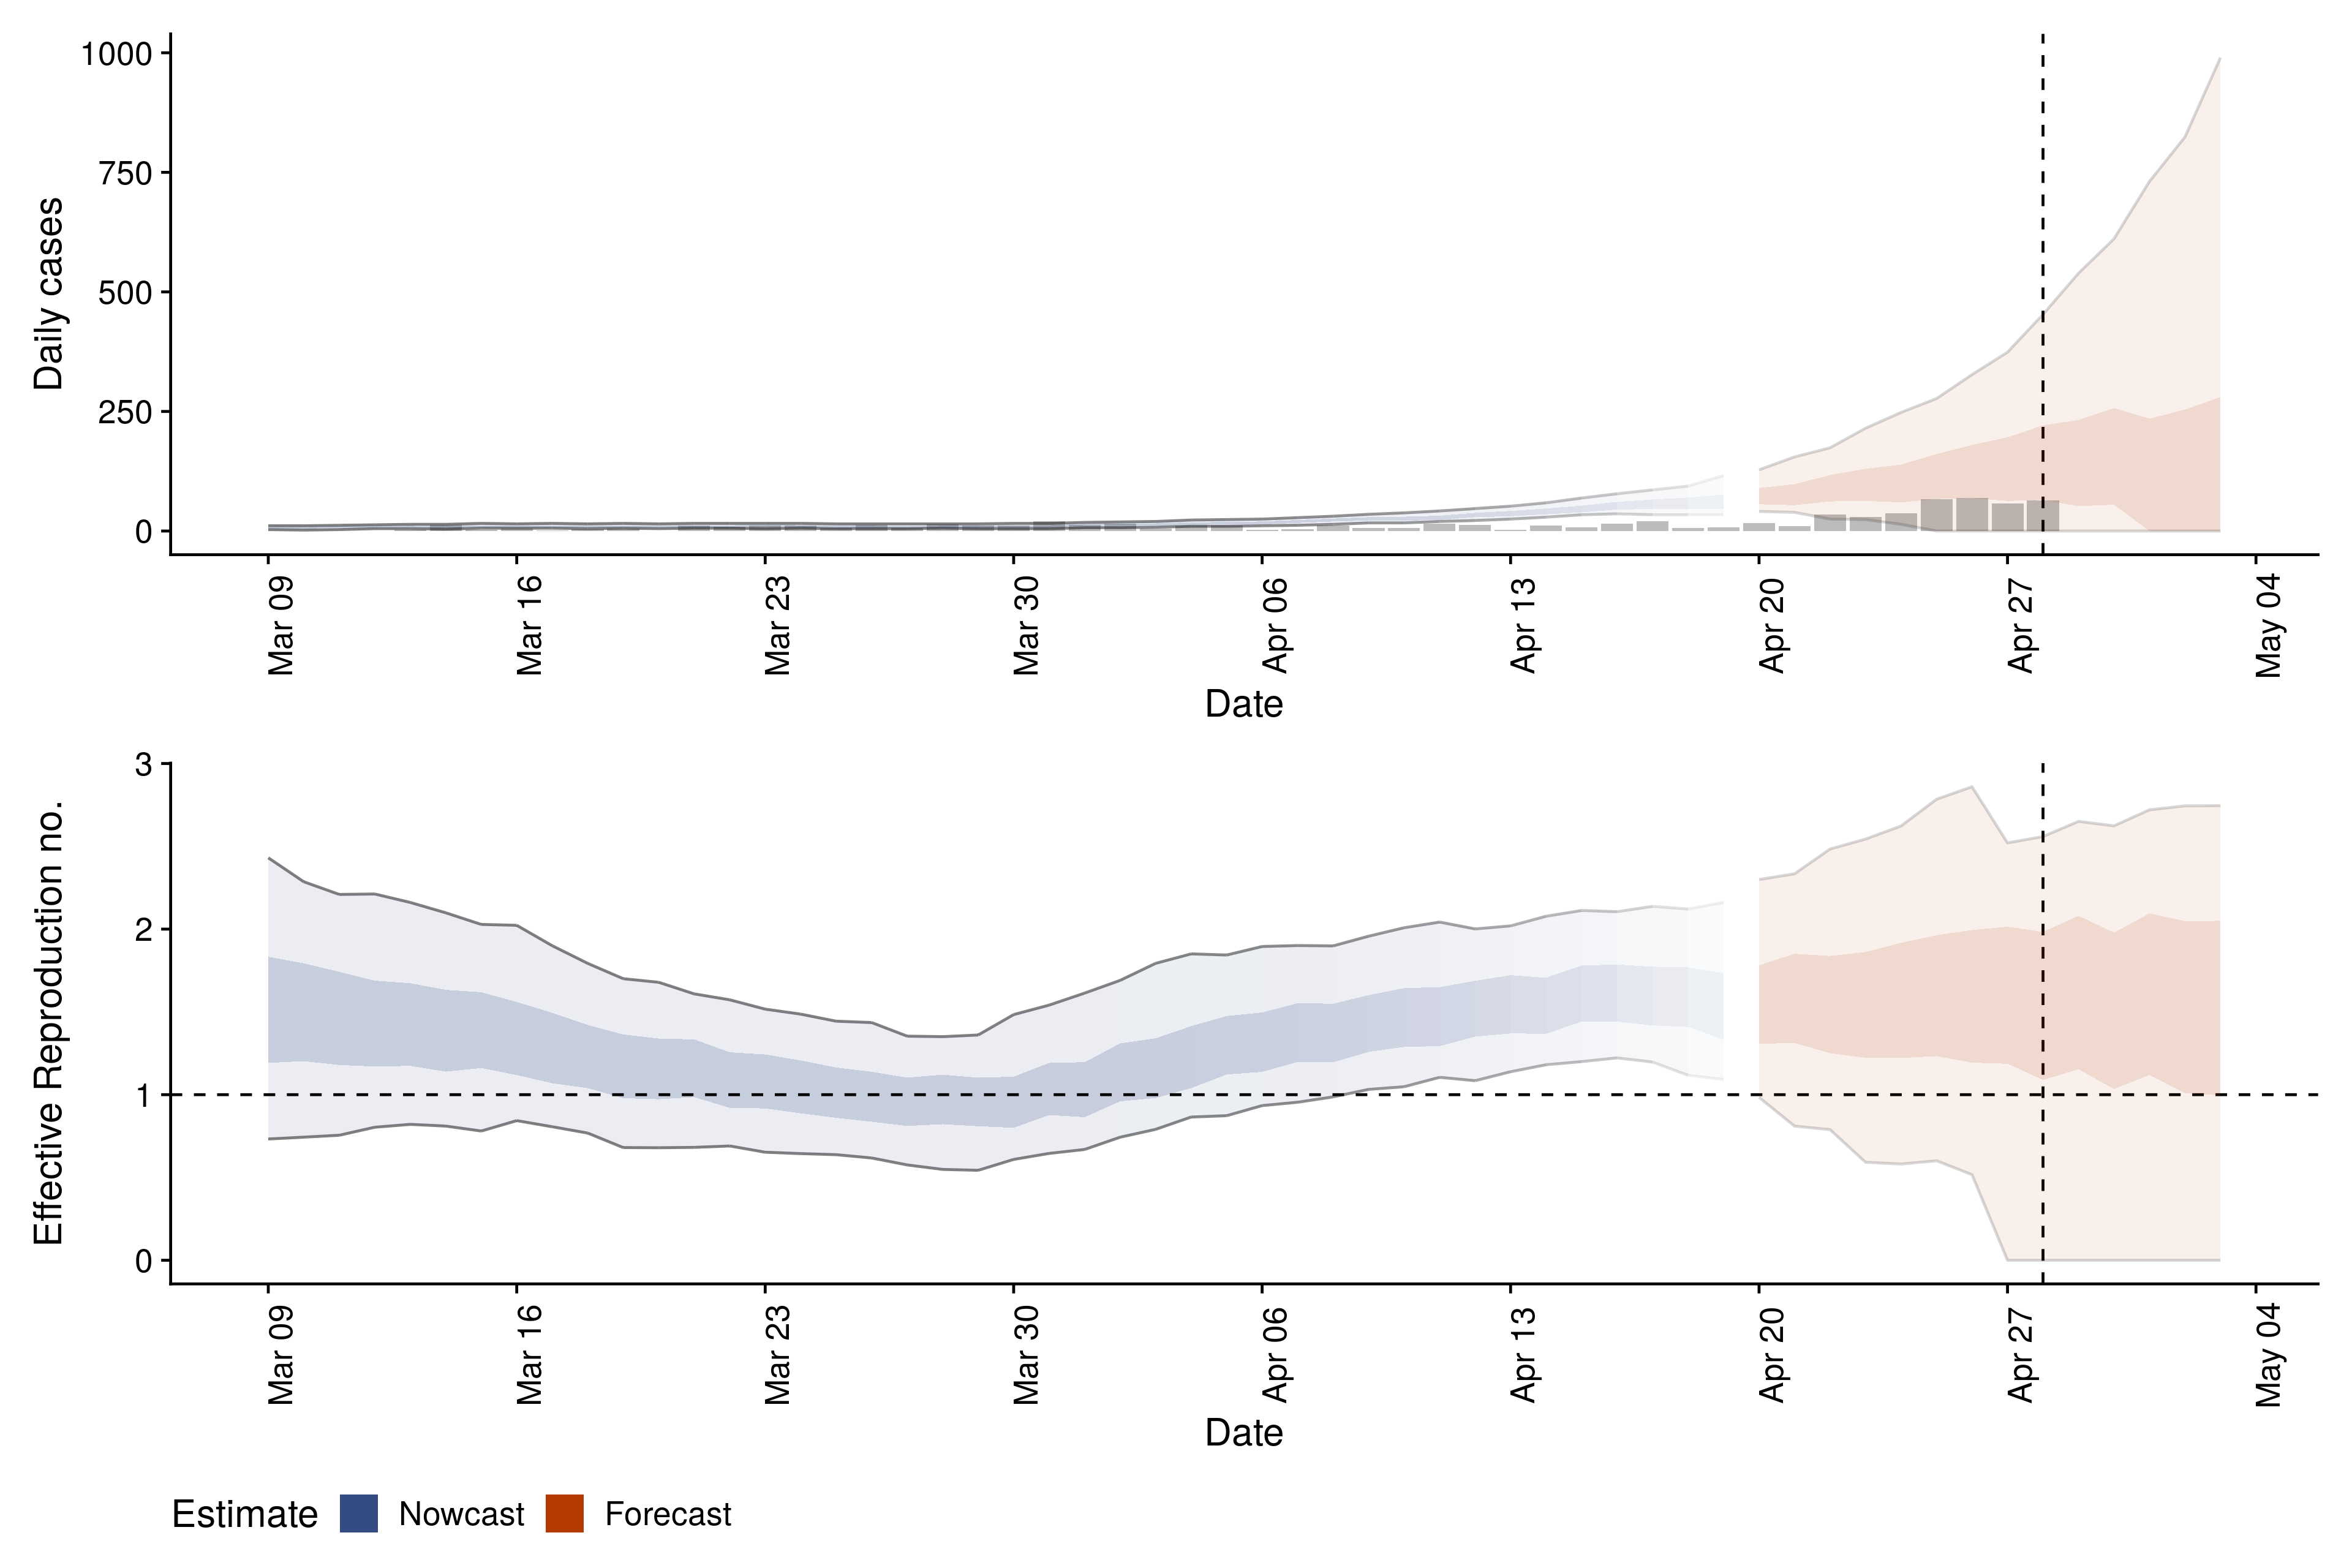 Daily cases
1000
750
500
250
0
Mar 09
Mar 16
Mar 23
Mar 30
Apr 06
Apr 13
Apr 20
Apr 27
May 04
Date
Effective Reproduction no.
3
2
1
0
Mar 09
Mar 16
Mar 23
Mar 30
Apr 06
Apr 13
Apr 20
Apr 27
May 04
Date
Estimate Nowcast Forecast